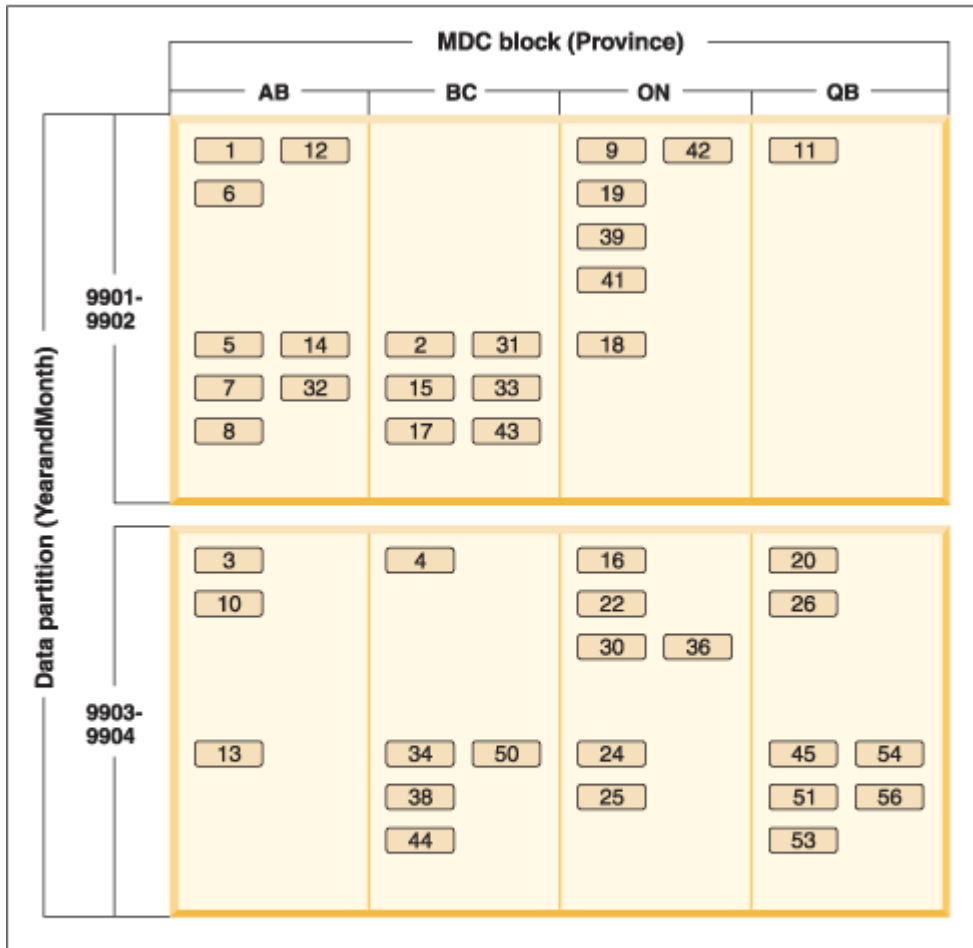 MDC block (Province)
AB BC ON QB
Data partition (YearandMonth)
9901-
9902
1 12 9 42 11
6 19
39
41
5 14 2 31 18
7 32 15 33
8 17 43
9903-
9904
3 4 16 20
10 22 26
30 36
13 34 50 24 45 54
38 25 51 56
44 53